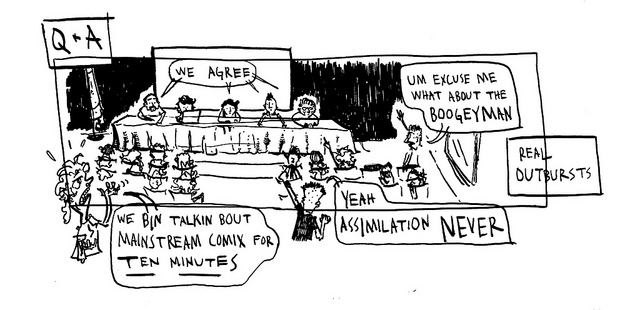 Q+A
WE AGREE
UM EXCUSE ME
WHAT ABOUT THE
BOOGEYMAN
REAL
OUTBURSTS
WE BIN TALKIN BOUT
MAINSTREAM COMIX FOR
TEN MINUTES
YEAH
ASSIMILATION NEVER